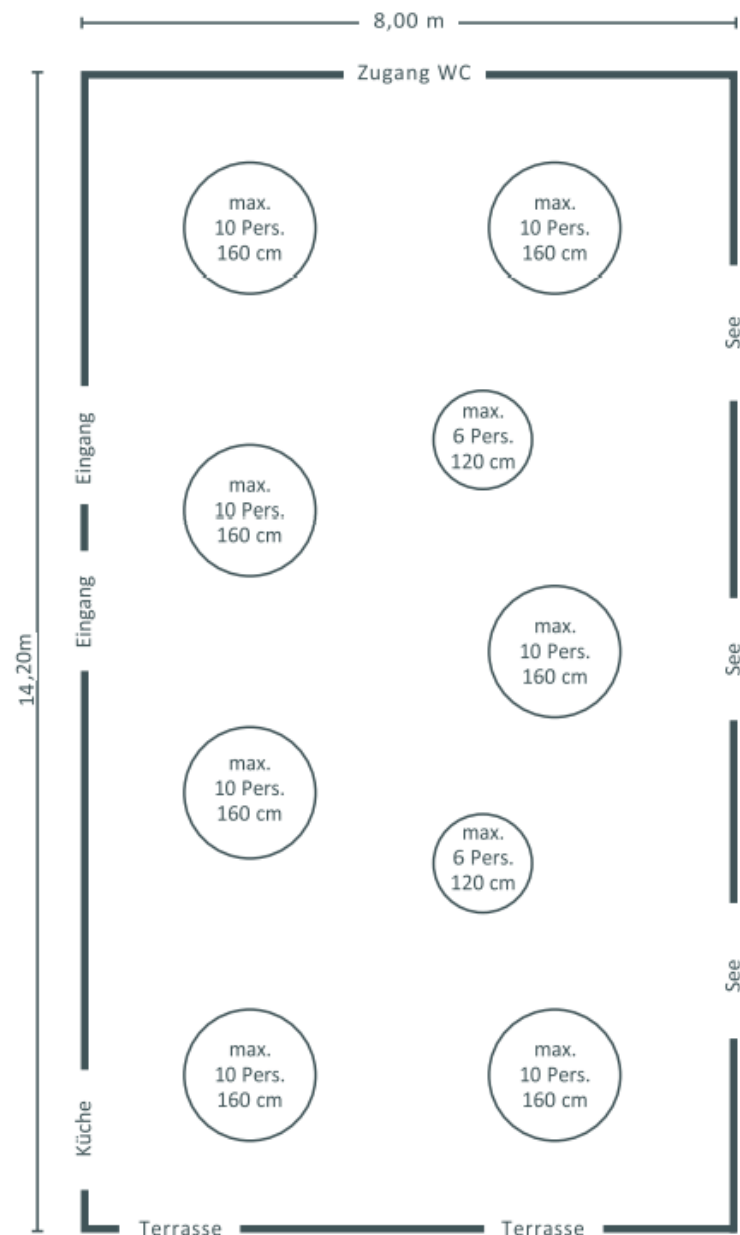 8,00 m
Zugang WC
max.
10 Pers.
160 cm
max.
10 Pers.
160 cm
See
max.
6 Pers.
120 cm
Eingang
max.
10 Pers.
160 cm
Eingang
max.
10 Pers.
160 cm
See
14,20m
max.
10 Pers.
160 cm
max.
6 Pers.
120 cm
See
max.
10 Pers.
160 cm
max.
10 Pers.
160 cm
Küche
Terrasse
Terrasse